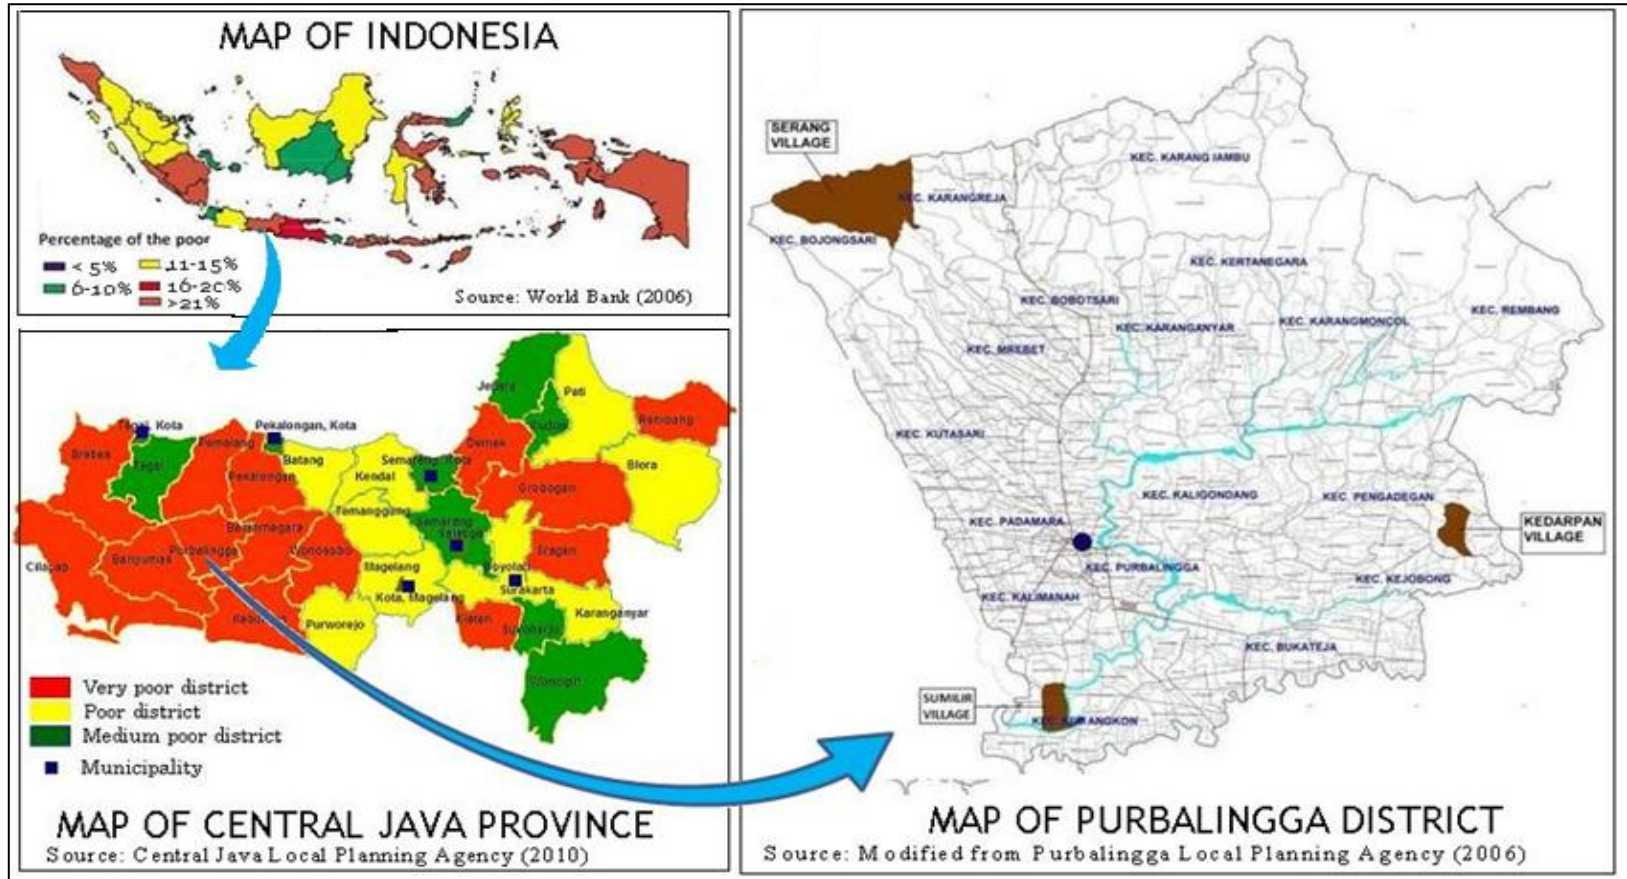 MAP OF INDONESIA
Percentage of the poor
< 5%
11-15%
6-10%
16-20%
>21%
Source: World Bank (2006)
Jepara
Pati
Kudus
Rembang
Demak
Tegal, Kota
Pekalongan, Kota
Pemalang
Brebes
Tegal
Batang
Pekalongan
Kendal
Semarang, Kota
Blora
Grobogan
Temanggung
Semarang
Salatiga
Banjarnegara
Wonosobo
Purbalingga
Banyumas
Cilacap
Sragen
Magelang
Boyolali
Surakarta
Kota, Magelang
Karanganyar
Kebumen
Purworejo
Klaten
Sukoharjo
Wonogiri
Very poor district
Poor district
Medium poor district
Municipality
MAP OF CENTRAL JAVA PROVINCE
Source: Central Java Local Planning Agency (2010)
SERANG
VILLAGE
KEC. KARANG JAMBU
KEC. KARANGREJA
KEC. BOJONGSARI
KEC. KERTANEGARA
KEC. BOBOTSARI
KEC. KARANGANYAR
KEC. KARANGMONCOL
KEC. REMBANG
KEC. MREBET
KEC. KUTASARI
KEC. KALIGONDANG
KEC. PENGADEGAN
KEC. PADAMARA
KEDARPAN
VILLAGE
KEC. PURBALINGGA
KEC. KEJOBONG
KEC. KALIMANAH
KEC. BUKATEJA
SUMILIR
VILLAGE
KEC. KEMANGKON
MAP OF PURBALINGGA DISTRICT
Source: Modified from Purbalingga Local Planning Agency (2006)